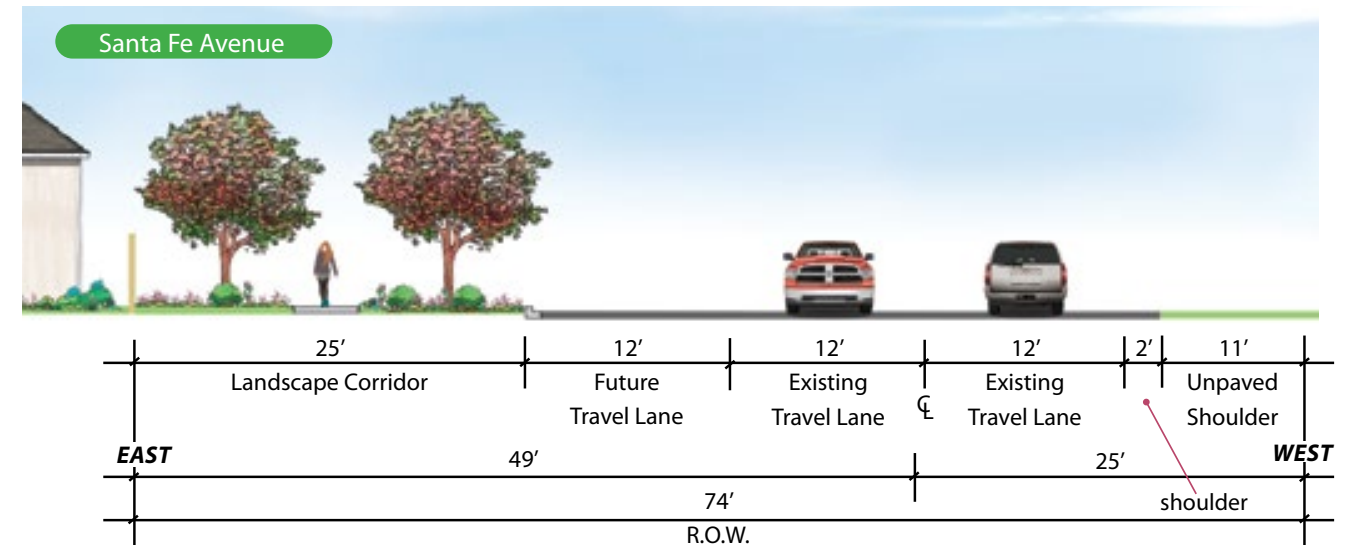 Santa Fe Avenue
25’ 12’ 12’ 12’ 2’ 11’
Landscape Corridor Future Existing Existing Unpaved
Travel Lane Travel Lane ℄ Travel Lane Shoulder
EAST 49’ 25’ WEST
74’ shoulder
R.O.W.